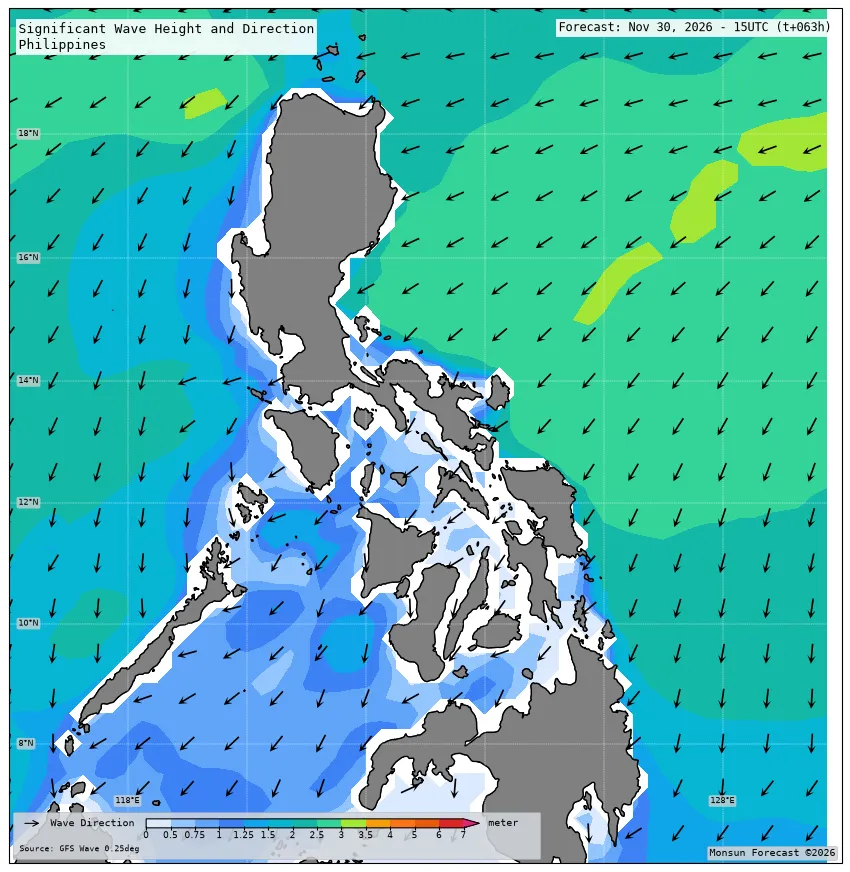 Significant Wave Height and Direction
Philippines
Forecast: Nov 30, 2026 - 15UTC (t+063h)
18°N
16°N
14°N
12°N
10°N
8°N
118°E
128°E
Wave Direction
0 0.5 0.75 1 1.25 1.5 2 2.5 3 3.5 4 5 6 7
meter
Source: GFS Wave 0.25deg
Monsun Forecast ©2026